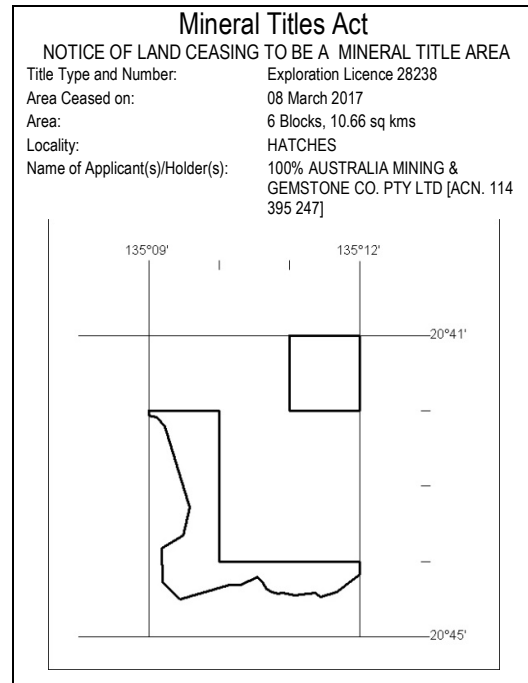 Mineral Titles Act
NOTICE OF LAND CEASING TO BE A MINERAL TITLE AREA
Title Type and Number: Exploration Licence 28238
Area Ceased on: 08 March 2017
Area: 6 Blocks, 10.66 sq kms
Locality: HATCHES
Name of Applicant(s)/Holder(s): 100% AUSTRALIA MINING &
GEMSTONE CO. PTY LTD [ACN. 114
395 247]
135°09' 135°12'
20°41'
20°45'